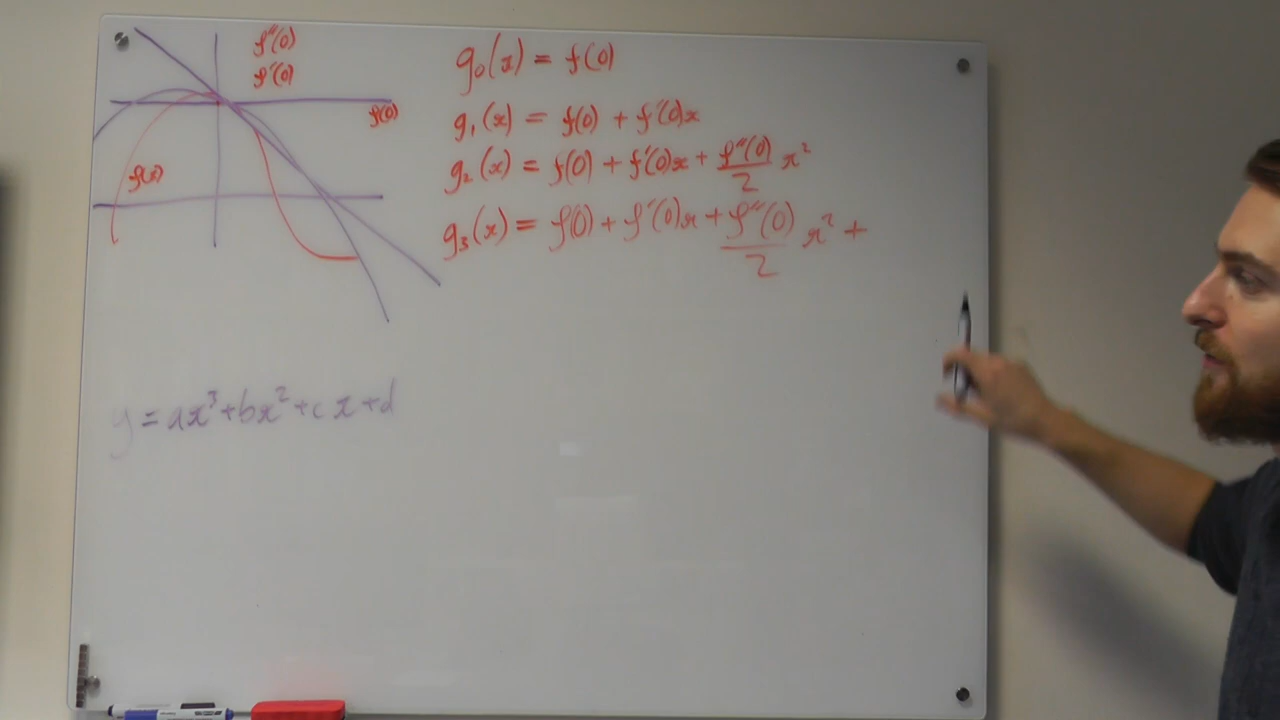 f''(0)
f'(0)
f(0)
f(x)
g₀(x) = f(0)
g₁(x) = f(0) + f'(0)x
g₂(x) = f(0) + f'(0)x + f''(0)/2 x²
g₃(x) = f(0) + f'(0)x + f''(0)/2 x² +
y = ax³+bx²+cx+d